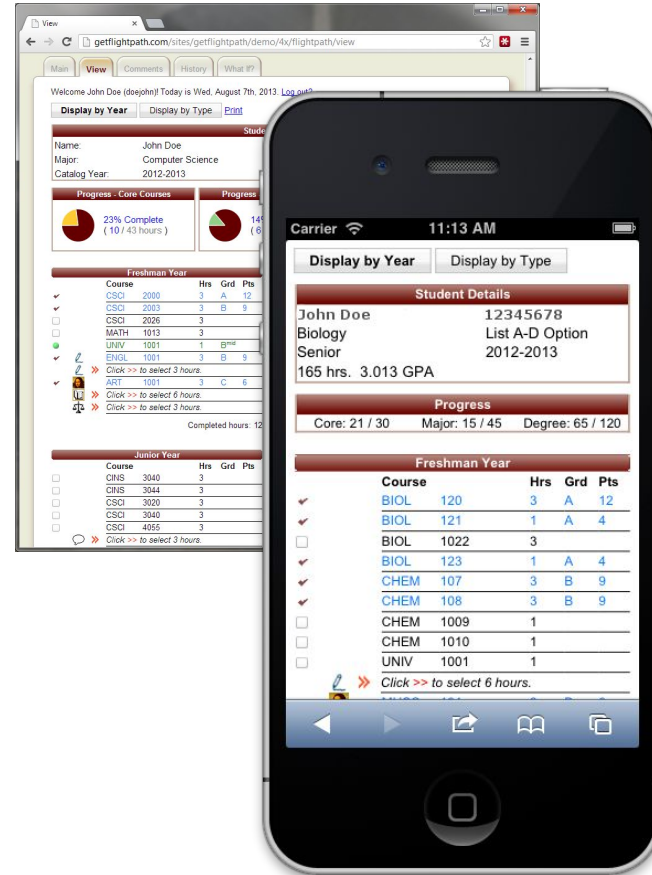 View
getflightpath.com/sites/getflightpath/demo/4x/flightpath/view
Main View Comments History What If?
Welcome John Doe (doejohn)! Today is Wed, August 7th, 2013. Log out?
Display by Year Display by Type Print
Name: John Doe
Major: Computer Science
Catalog Year: 2012-2013
Progress - Core Courses Progress
23% Complete
( 10 / 43 hours )
Freshman Year
Course Hrs Grd Pts
CSCI 2000 3 A 12
CSCI 2003 3 B 9
CSCI 2026 3
MATH 1013 3
UNIV 1001 1 Bmid
ENGL 1001 3 B 9
Click >> to select 3 hours.
ART 1001 3 C 6
Click >> to select 6 hours.
Click >> to select 3 hours.
Completed hours: 12
Junior Year
Course Hrs Grd Pts
CINS 3040 3
CINS 3044 3
CSCI 3020 3
CSCI 3040 3
CSCI 4055 3
Click >> to select 3 hours.
Carrier 11:13 AM
Display by Year Display by Type
Student Details
John Doe 12345678
Biology List A-D Option
Senior 2012-2013
165 hrs. 3.013 GPA
Progress
Core: 21 / 30 Major: 15 / 45 Degree: 65 / 120
Freshman Year
Course Hrs Grd Pts
BIOL 120 3 A 12
BIOL 121 1 A 4
BIOL 1022 3
BIOL 123 1 A 4
CHEM 107 3 B 9
CHEM 108 3 B 9
CHEM 1009 1
CHEM 1010 1
UNIV 1001 1
Click >> to select 6 hours.